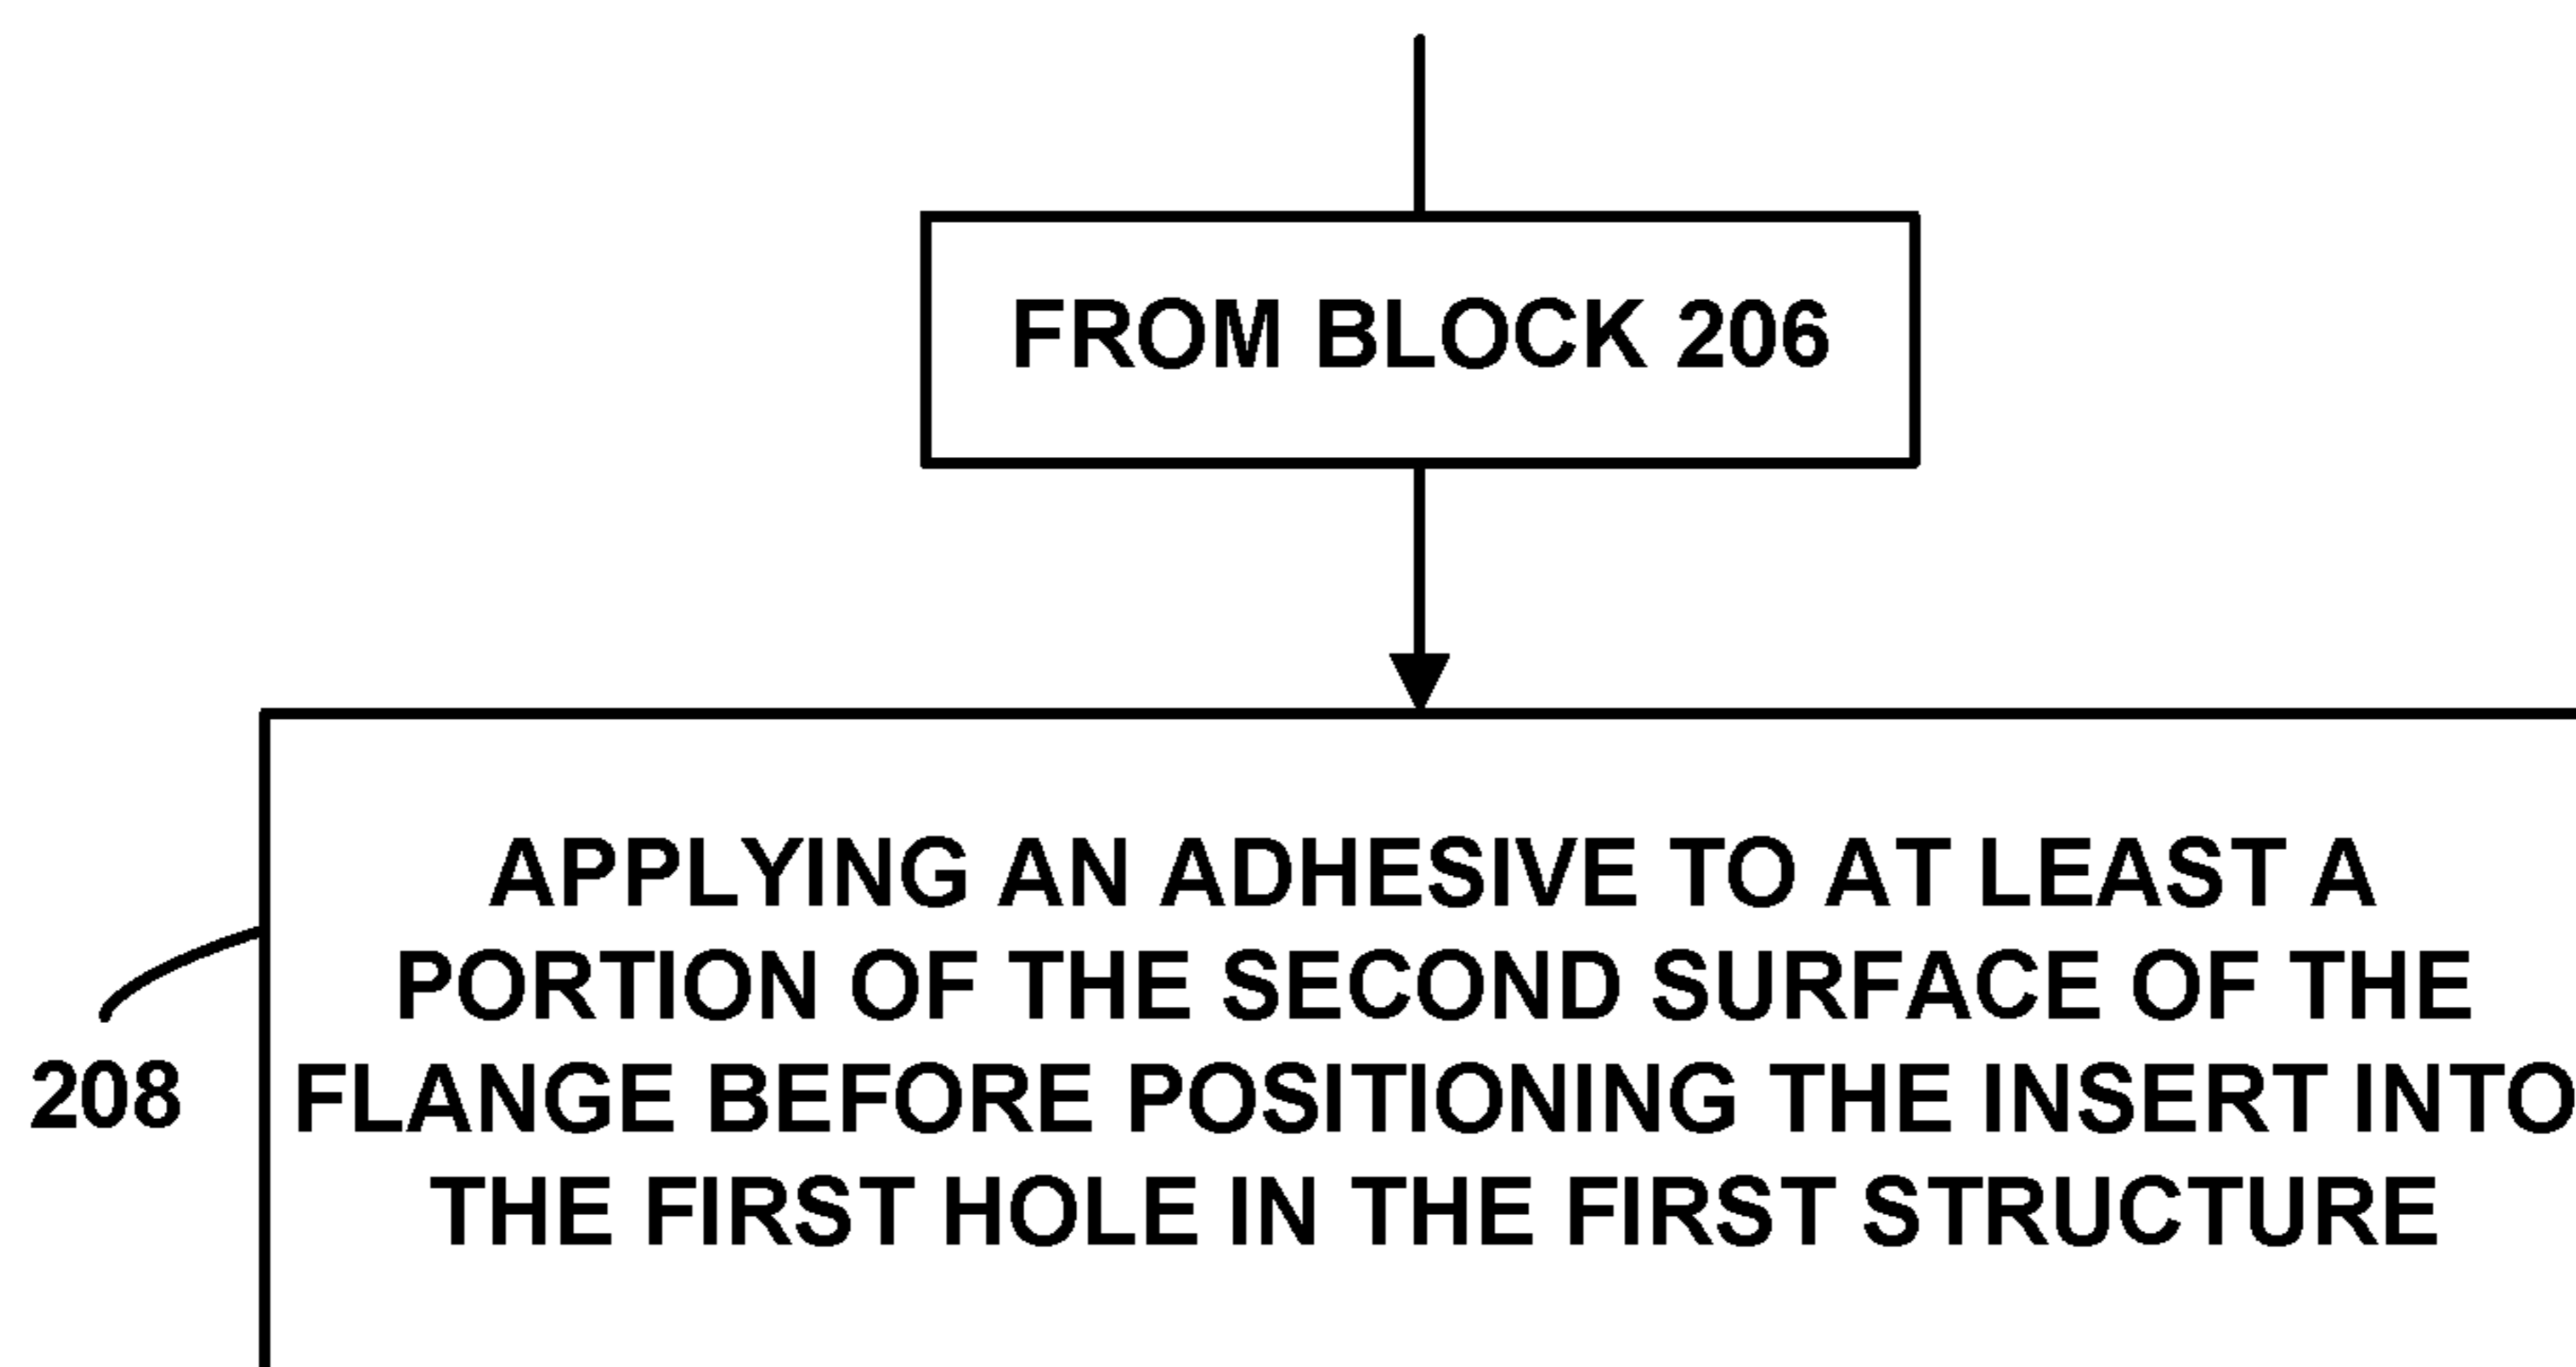 FROM BLOCK 206
APPLYING AN ADHESIVE TO AT LEAST A
PORTION OF THE SECOND SURFACE OF THE
FLANGE BEFORE POSITIONING THE INSERT INTO
THE FIRST HOLE IN THE FIRST STRUCTURE
208